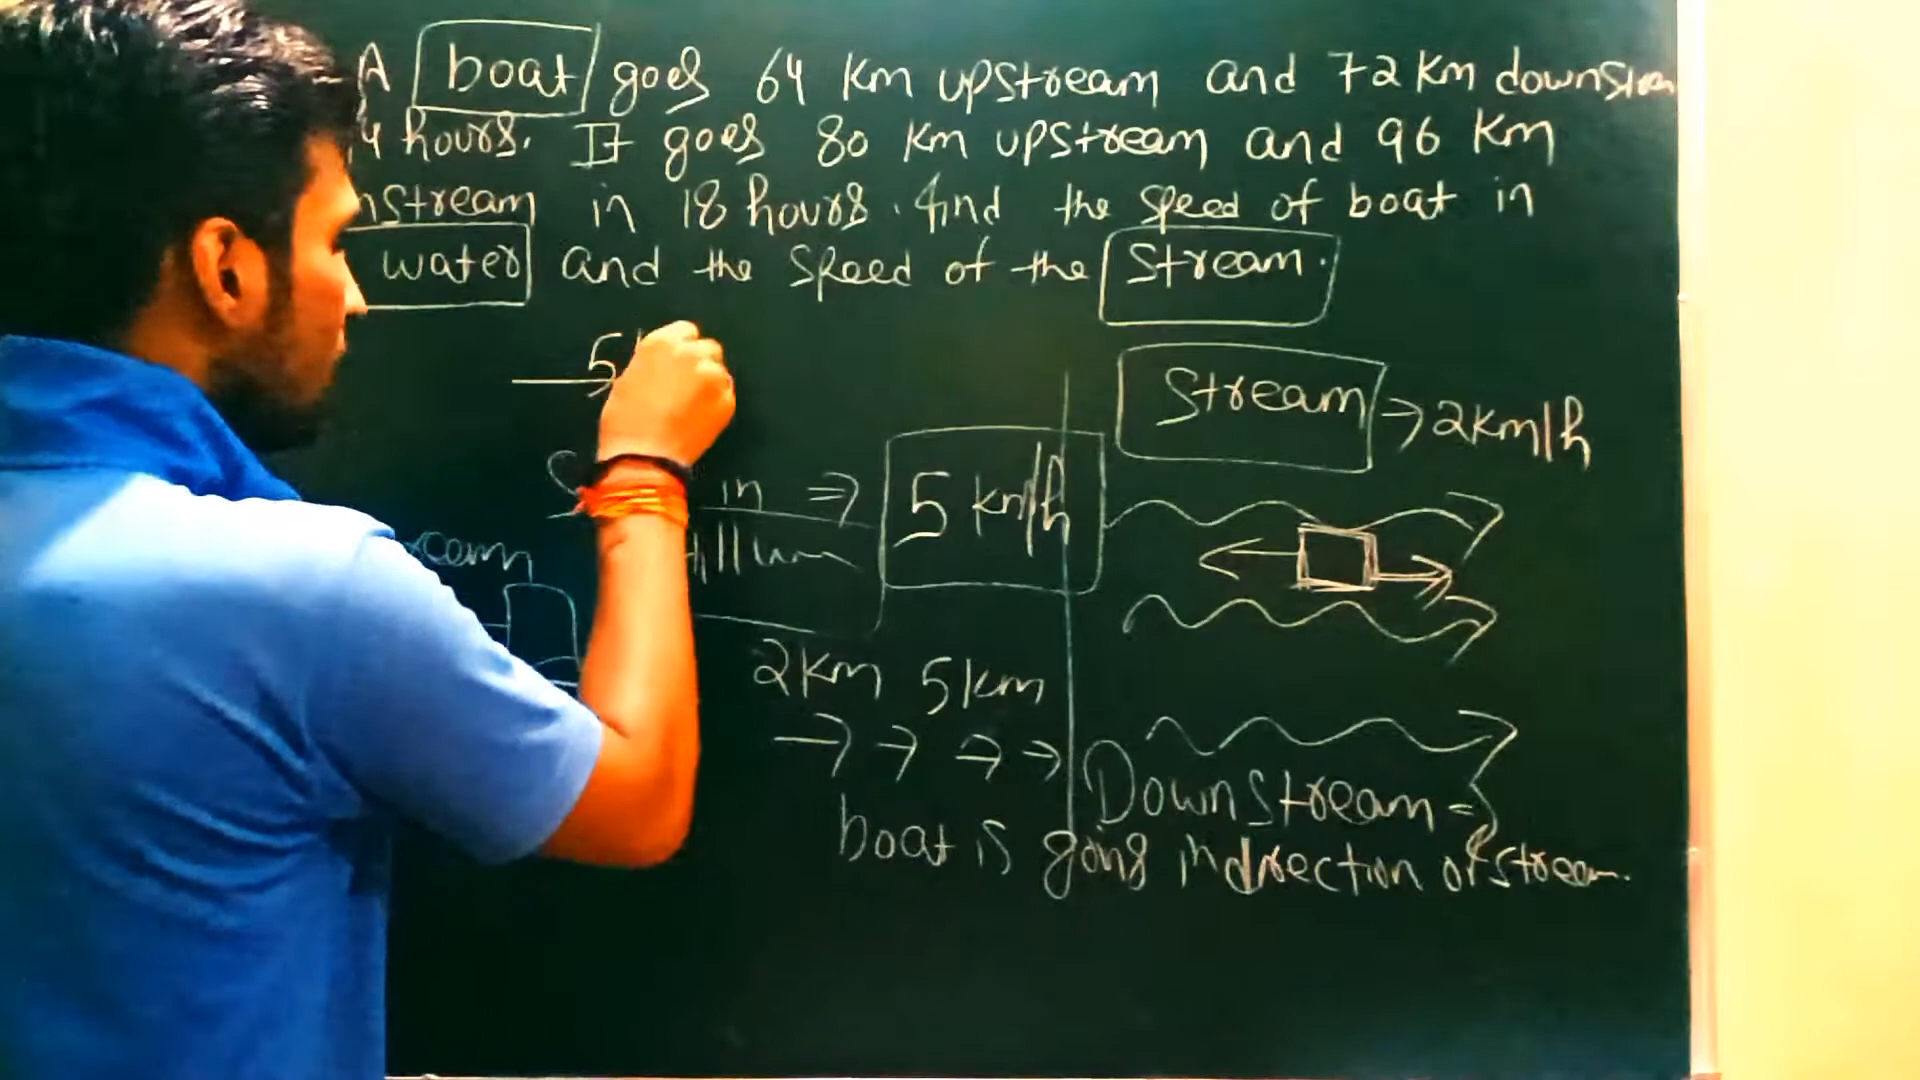 A boat goes 64 km upstream and 72 km downstream
4 hours. It goes 80 km upstream and 96 km
nstream in 18 hours. find the speed of boat in
water and the speed of the stream.
5
Stream → 2km/h
in ⇒ 5 km/h
ream
2km 5km
→ → → →
Downstream ⇒
boat is going in direction of stream.